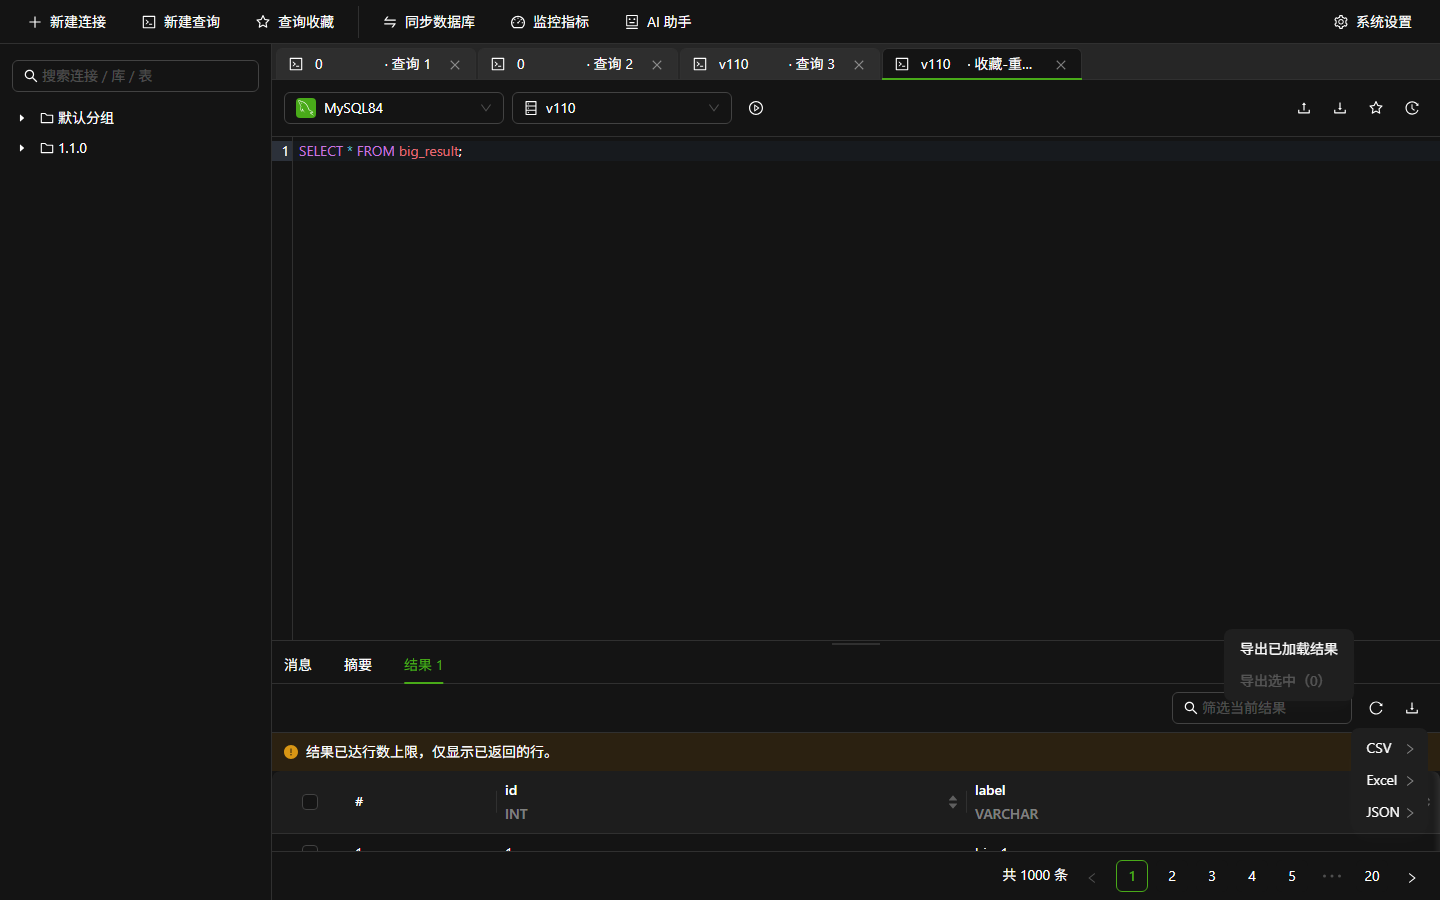 新建连接 新建查询 查询收藏 同步数据库 监控指标 AI 助手 系统设置
搜索连接 / 库 / 表
默认分组
1.1.0
0 · 查询 1 0 · 查询 2 v110 · 查询 3 v110 · 收藏-重...
MySQL84 v110
1 SELECT * FROM big_result;
导出已加载结果
导出选中（0）
消息 摘要 结果 1
筛选当前结果
结果已达行数上限，仅显示已返回的行。
CSV
Excel
JSON
# id label
INT VARCHAR
共 1000 条 1 2 3 4 5 ••• 20